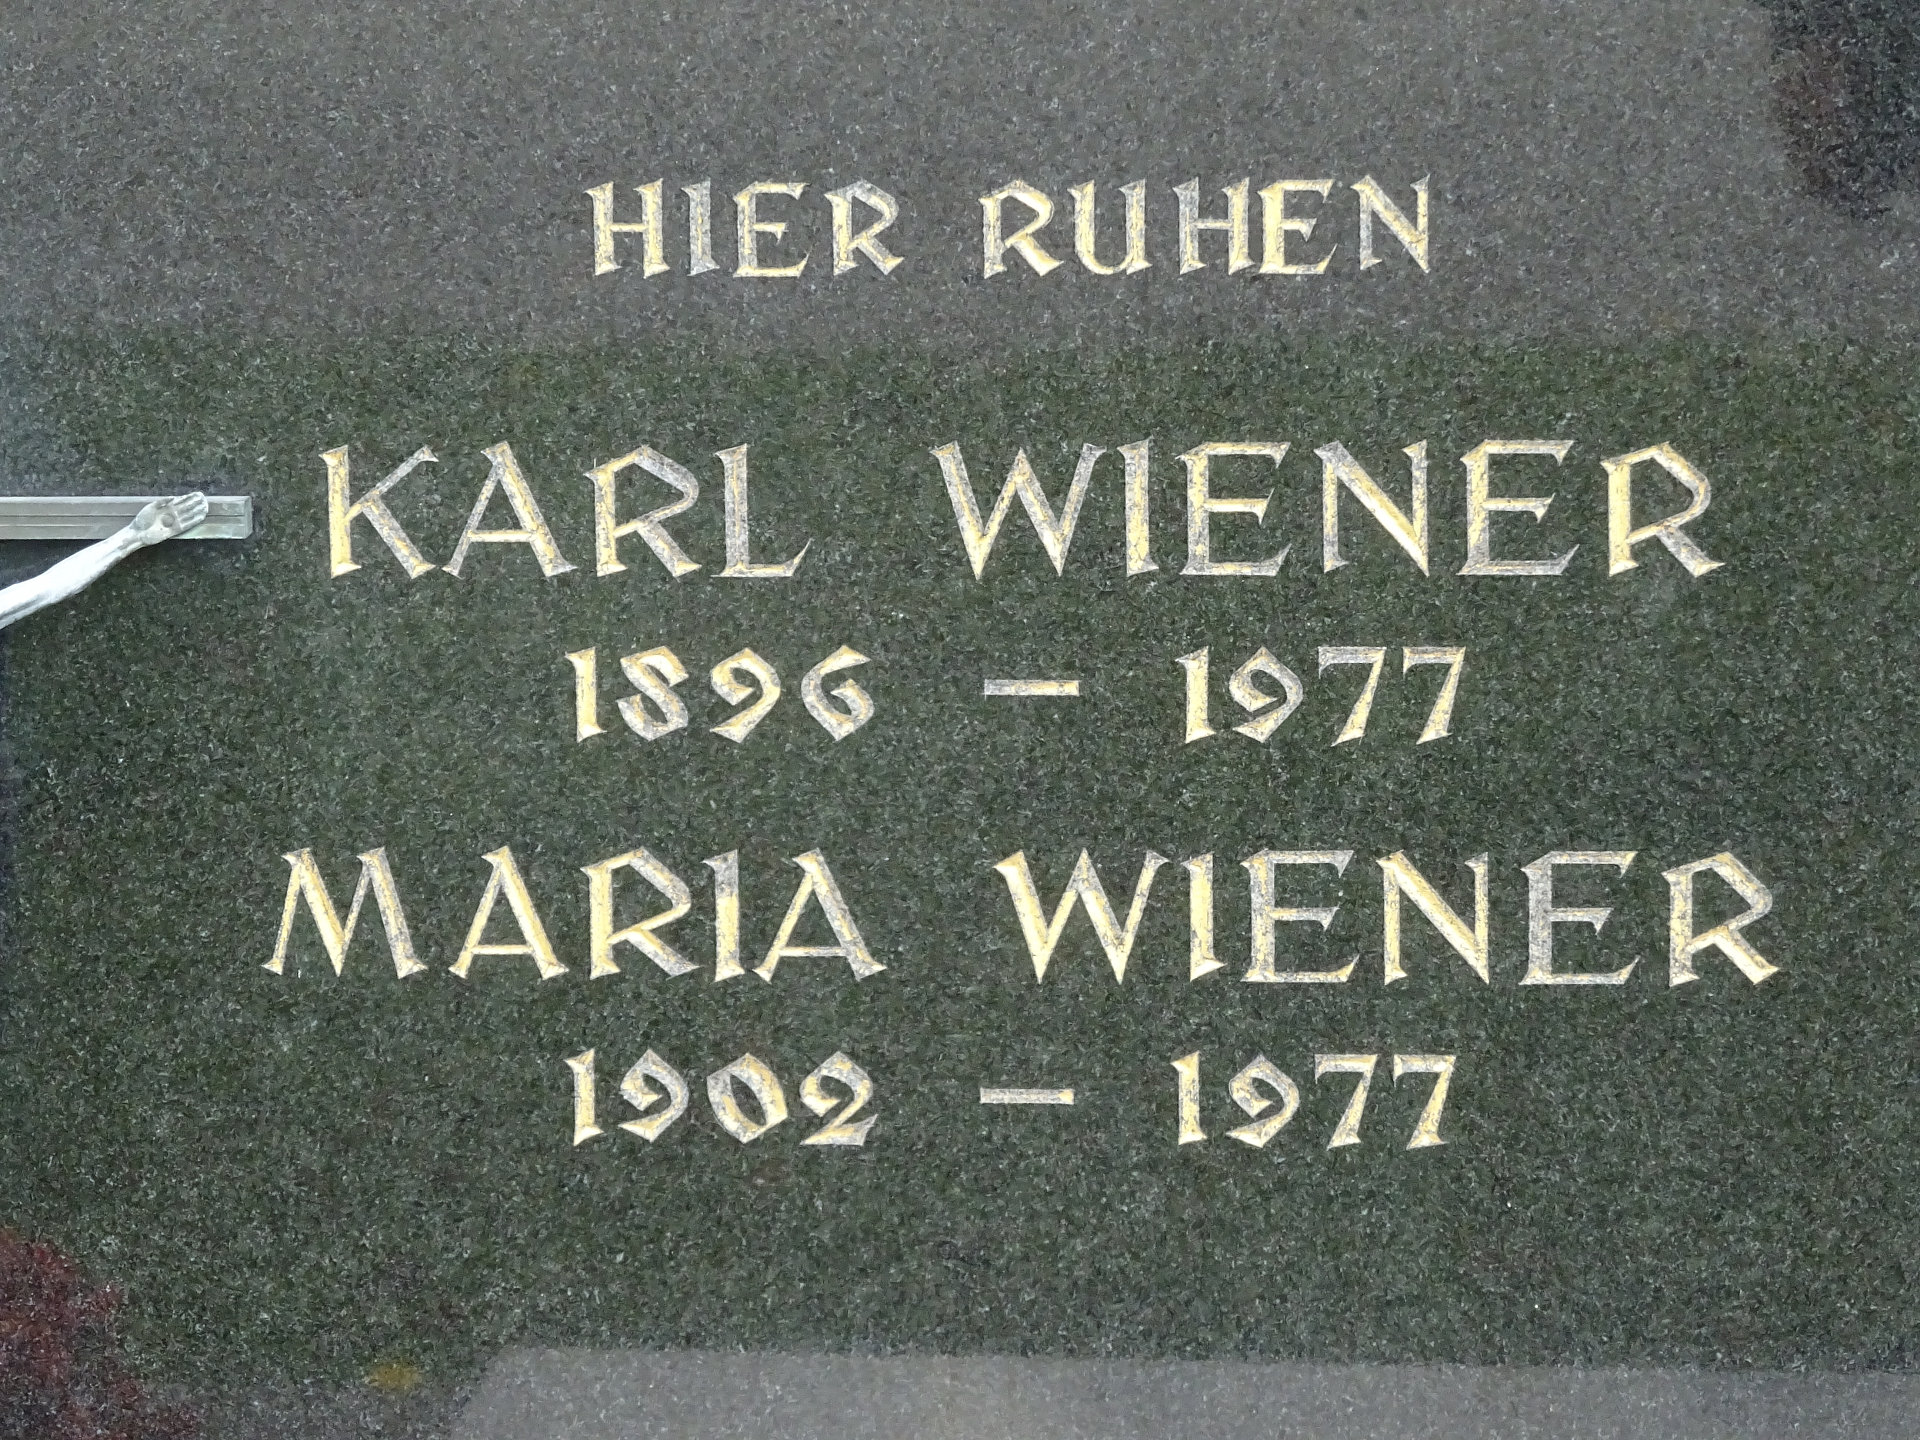 HIER RUHEN
KARL WIENER
1896 – 1977
MARIA WIENER
1902 – 1977